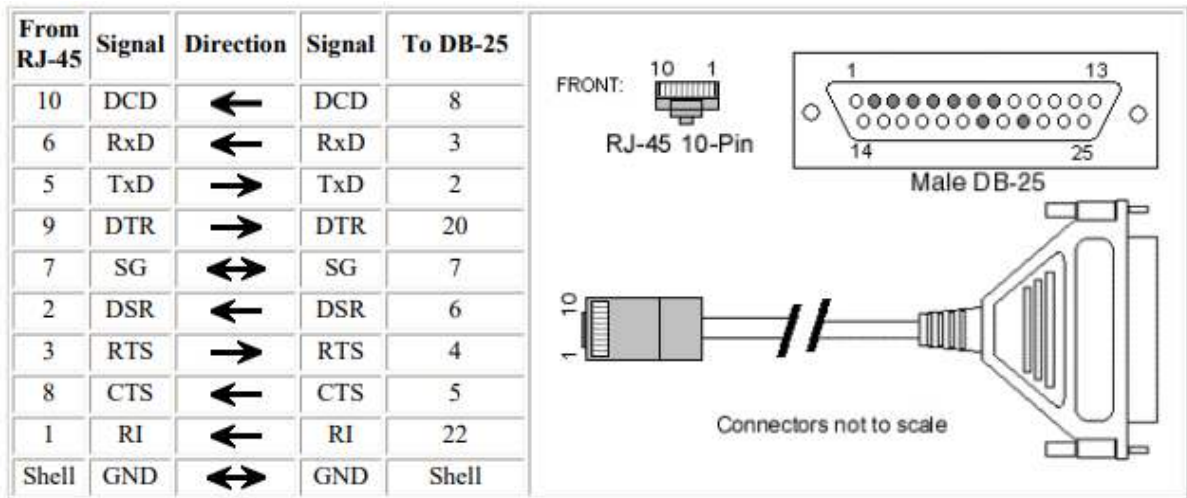 From RJ-45 Signal Direction Signal To DB-25
10 DCD ← DCD 8
6 RxD ← RxD 3
5 TxD → TxD 2
9 DTR → DTR 20
7 SG ↔ SG 7
2 DSR ← DSR 6
3 RTS → RTS 4
8 CTS ← CTS 5
1 RI ← RI 22
Shell GND ↔ GND Shell
FRONT:
10 1
RJ-45 10-Pin
1 13
14 25
Male DB-25
10
1
Connectors not to scale